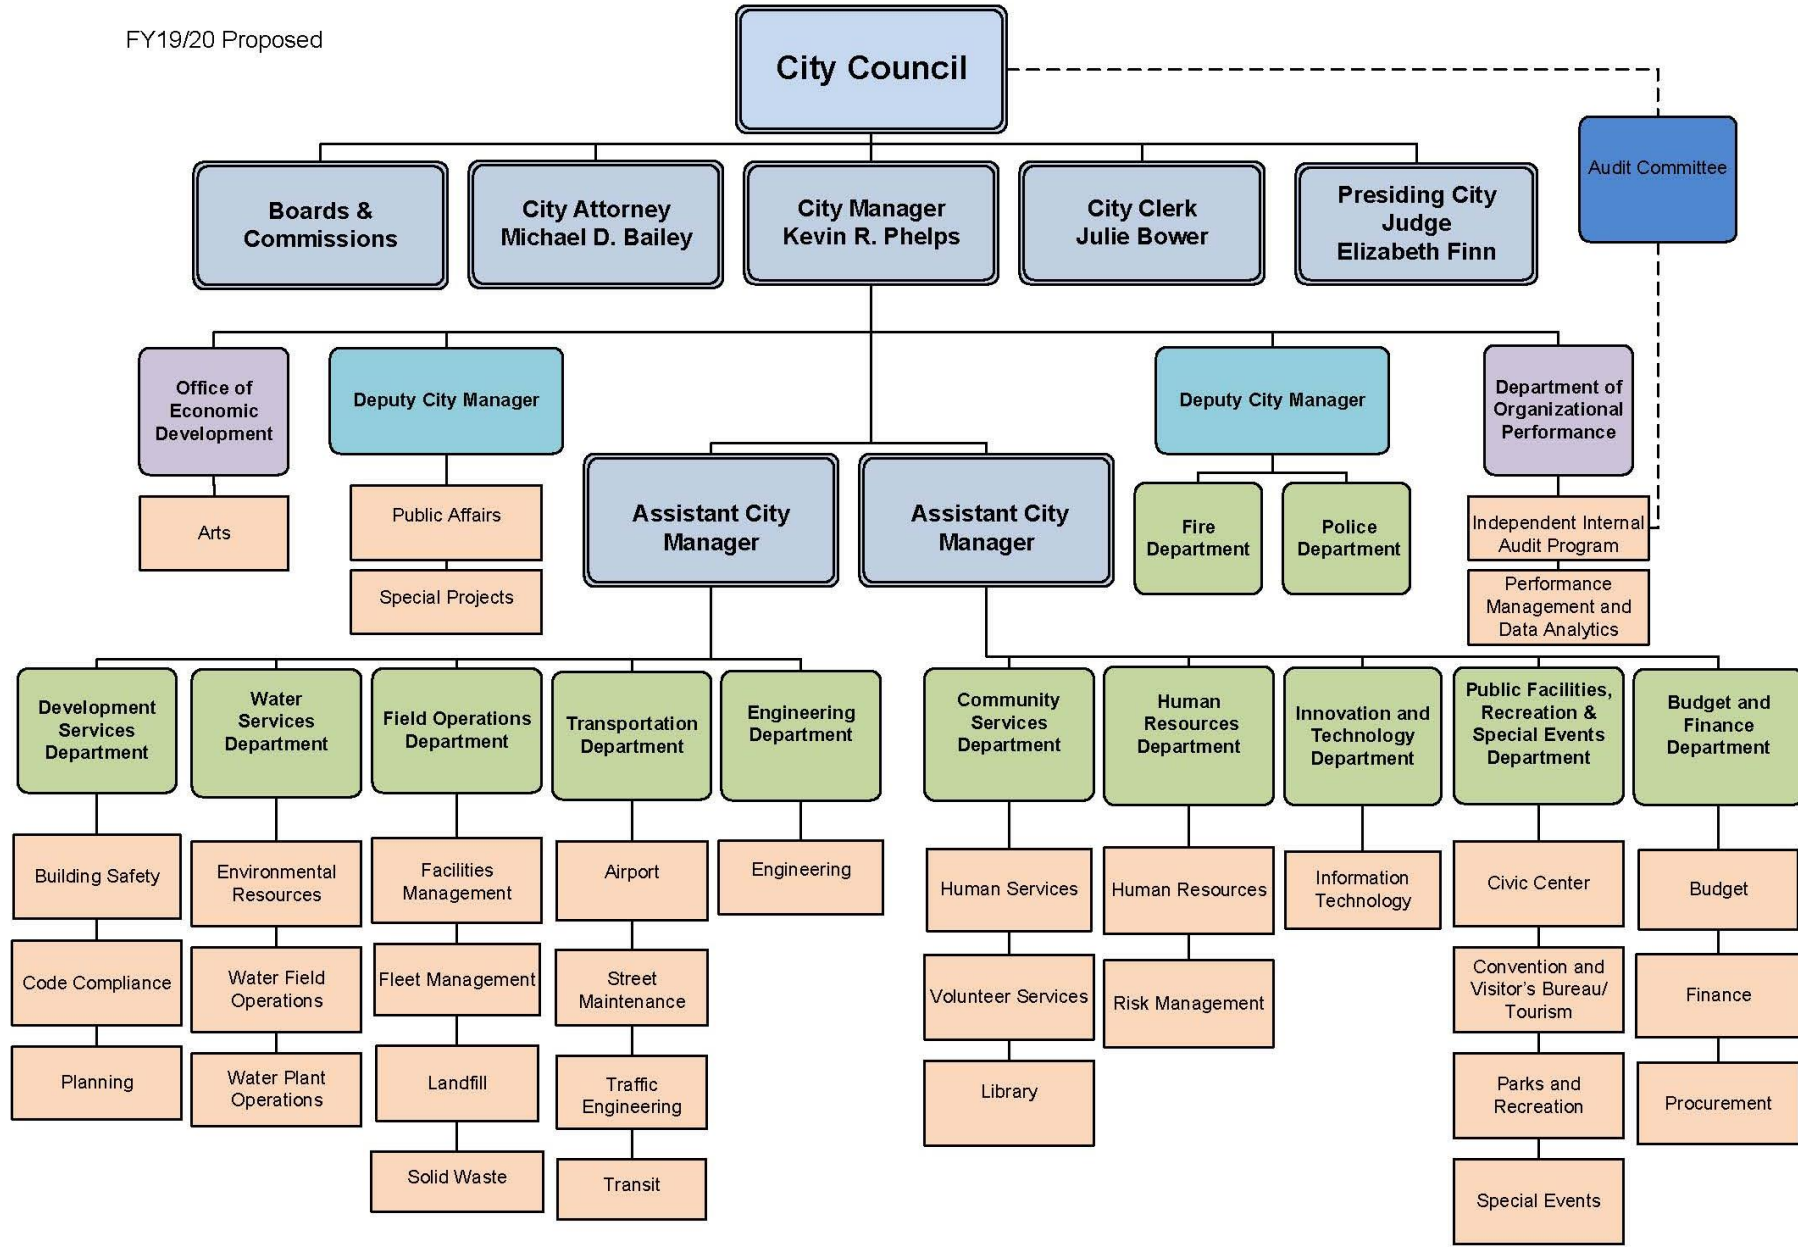 FY19/20 Proposed
City Council
Audit Committee
Boards &
Commissions
City Attorney
Michael D. Bailey
City Manager
Kevin R. Phelps
City Clerk
Julie Bower
Presiding City
Judge
Elizabeth Finn
Office of
Economic
Development
Deputy City Manager
Deputy City Manager
Department of
Organizational
Performance
Arts
Public Affairs
Special Projects
Assistant City
Manager
Assistant City
Manager
Fire
Department
Police
Department
Independent Internal
Audit Program
Performance
Management and
Data Analytics
Development
Services
Department
Water
Services
Department
Field Operations
Department
Transportation
Department
Engineering
Department
Community
Services
Department
Human
Resources
Department
Innovation and
Technology
Department
Public Facilities,
Recreation &
Special Events
Department
Budget and
Finance
Department
Building Safety
Code Compliance
Planning
Environmental
Resources
Water Field
Operations
Water Plant
Operations
Facilities
Management
Fleet Management
Landfill
Solid Waste
Airport
Street
Maintenance
Traffic
Engineering
Transit
Engineering
Human Services
Volunteer Services
Library
Human Resources
Risk Management
Information
Technology
Civic Center
Convention and
Visitor's Bureau/
Tourism
Parks and
Recreation
Special Events
Budget
Finance
Procurement